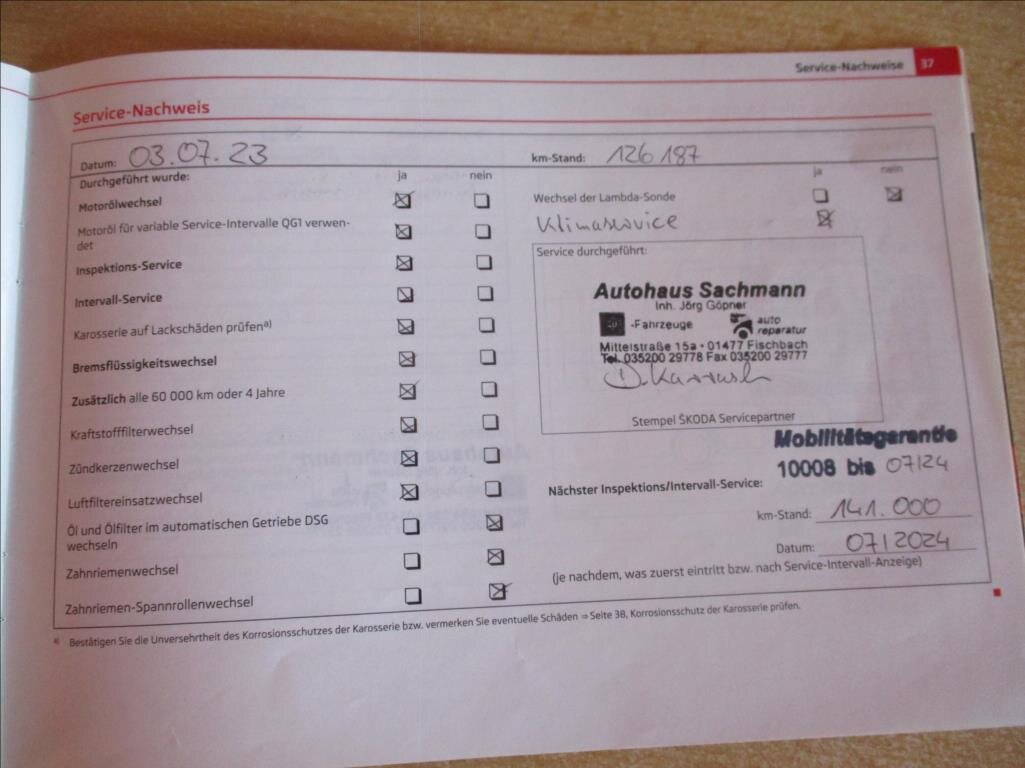 Service-Nachweise 37
Service-Nachweis
Datum: 03.07.23 km-Stand: 126 187
Durchgeführt wurde: ja nein ja nein
Motorölwechsel
Wechsel der Lambda-Sonde
Motoröl für variable Service-Intervalle QG1 verwen-
det
Klimaservice
Inspektions-Service
Intervall-Service
Karosserie auf Lackschäden prüfena)
Bremsflüssigkeitswechsel
Zusätzlich alle 60 000 km oder 4 Jahre
Kraftstofffilterwechsel
Zündkerzenwechsel
Luftfiltereinsatzwechsel
Öl und Ölfilter im automatischen Getriebe DSG
wechseln
Zahnriemenwechsel
Zahnriemen-Spannrollenwechsel
Service durchgeführt:
Autohaus Sachmann
Inh. Jörg Göpner
-Fahrzeuge auto
reparatur
Mittelstraße 15a • 01477 Fischbach
Tel. 035200 29778 Fax 035200 29777
Stempel ŠKODA Servicepartner
Mobilitätsgarantie
10008 bis 07/24
Nächster Inspektions/Intervall-Service:
km-Stand: 141.000
Datum: 07/2024
(je nachdem, was zuerst eintritt bzw. nach Service-Intervall-Anzeige)
a) Bestätigen Sie die Unversehrtheit des Korrosionsschutzes der Karosserie bzw. vermerken Sie eventuelle Schäden ⇒ Seite 38, Korrosionsschutz der Karosserie prüfen.